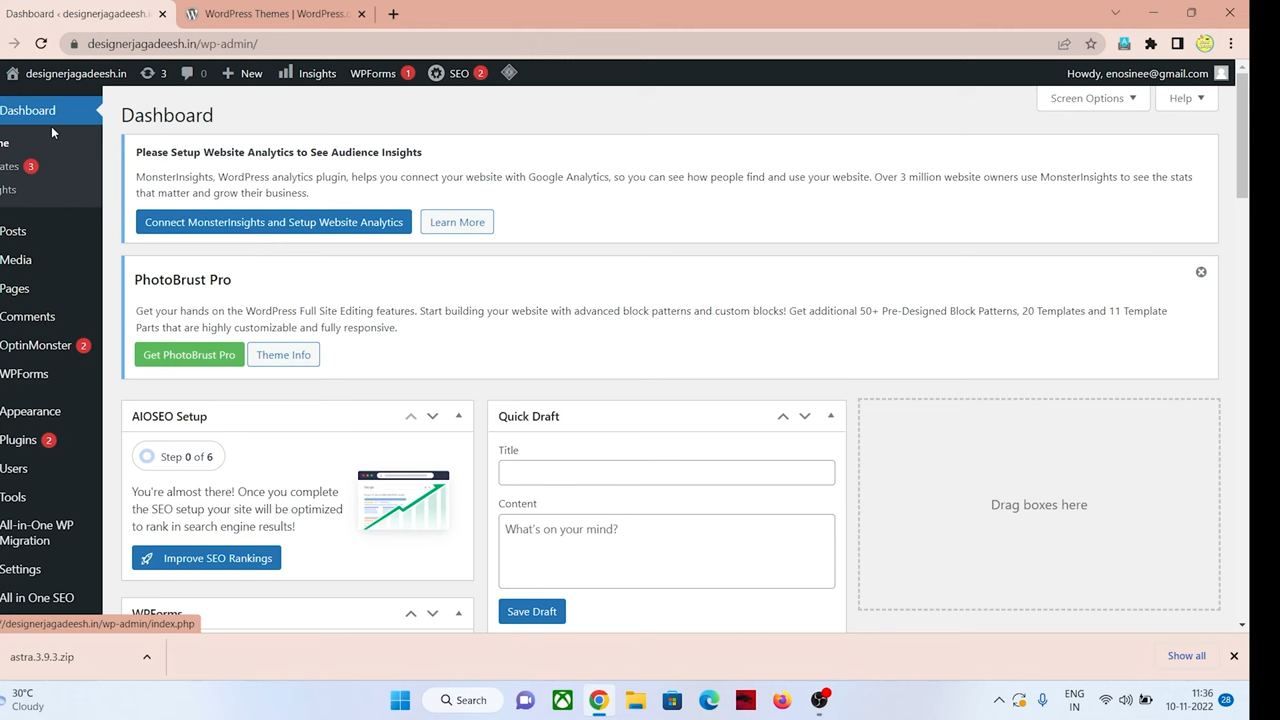 Dashboard ‹ designerjagadeesh.in
WordPress Themes | WordPress.o
designerjagadeesh.in/wp-admin/
designerjagadeesh.in 3 0 New Insights WPForms 1 SEO 2 Howdy, enosinee@gmail.com
Dashboard
ne
ates 3
ghts
Posts
Media
Pages
Comments
OptinMonster 2
WPForms
Appearance
Plugins 2
Users
Tools
All-in-One WP
Migration
Settings
All in One SEO
Dashboard
Screen Options
Help
Please Setup Website Analytics to See Audience Insights
MonsterInsights, WordPress analytics plugin, helps you connect your website with Google Analytics, so you can see how people find and use your website. Over 3 million website owners use MonsterInsights to see the stats
that matter and grow their business.
Connect MonsterInsights and Setup Website Analytics
Learn More
PhotoBrust Pro
Get your hands on the WordPress Full Site Editing features. Start building your website with advanced block patterns and custom blocks! Get additional 50+ Pre-Designed Block Patterns, 20 Templates and 11 Template
Parts that are highly customizable and fully responsive.
Get PhotoBrust Pro
Theme Info
AIOSEO Setup
Step 0 of 6
You're almost there! Once you complete
the SEO setup your site will be optimized
to rank in search engine results!
Improve SEO Rankings
WPForms
Quick Draft
Title
Content
What's on your mind?
Save Draft
Drag boxes here
//designerjagadeesh.in/wp-admin/index.php
astra.3.9.3.zip
Show all
30°C
Cloudy
Search
ENG
IN
11:36
10-11-2022
28